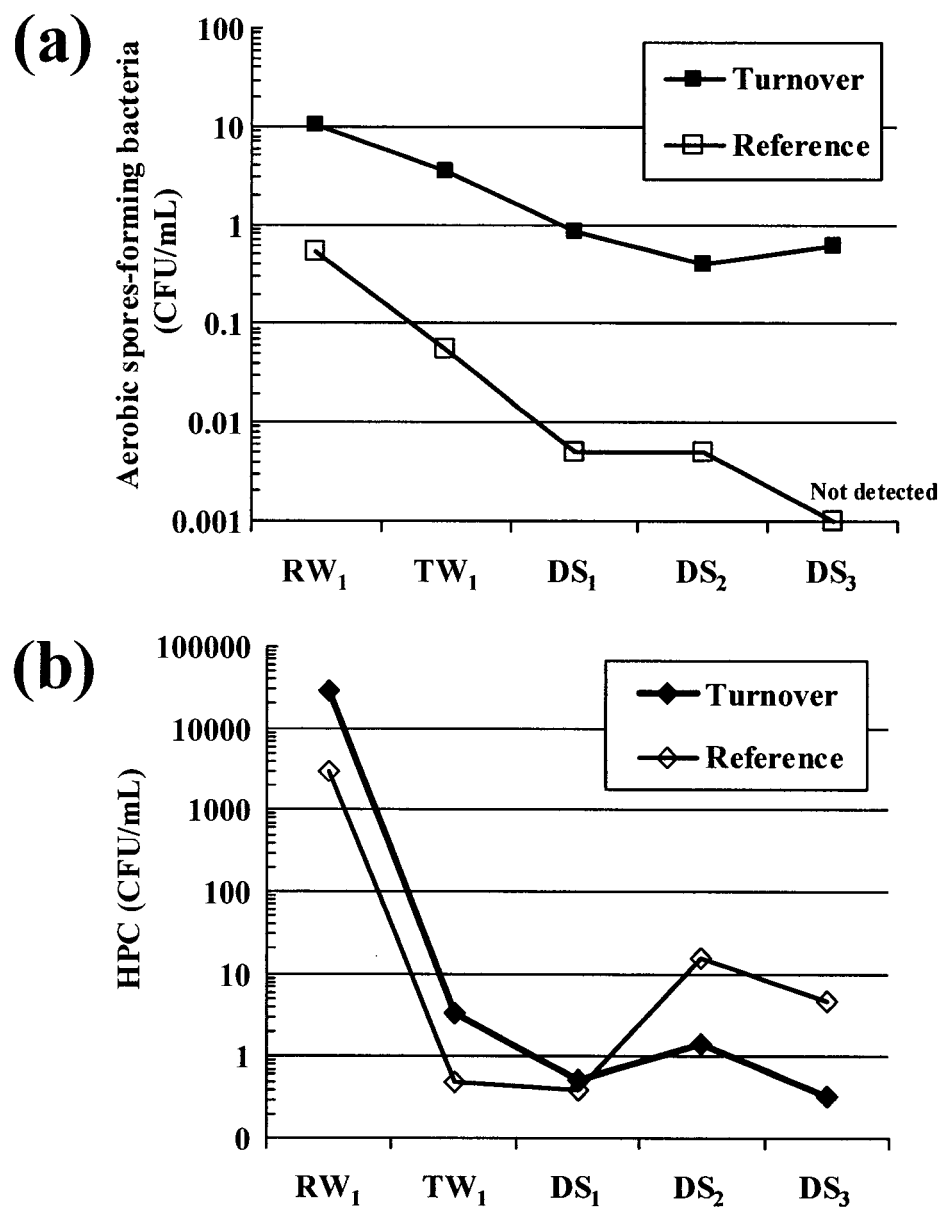 (a)
Aerobic spores-forming bacteria
(CFU/mL)
100
10
1
0.1
0.01
0.001
Turnover
Reference
Not detected
RW₁ TW₁ DS₁ DS₂ DS₃
(b)
HPC (CFU/mL)
100000
10000
1000
100
10
1
0
Turnover
Reference
RW₁ TW₁ DS₁ DS₂ DS₃